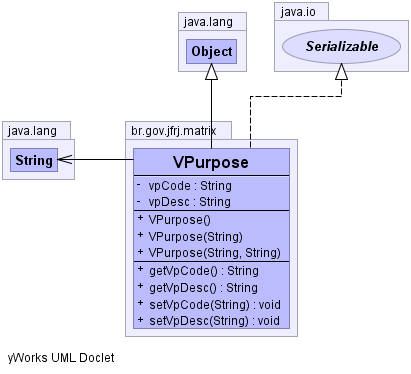 java.lang
Object
java.io
Serializable
java.lang
String
br.gov.jfrj.matrix
VPurpose
- vpCode : String
- vpDesc : String
+ VPurpose()
+ VPurpose(String)
+ VPurpose(String, String)
+ getVpCode() : String
+ getVpDesc() : String
+ setVpCode(String) : void
+ setVpDesc(String) : void
yWorks UML Doclet